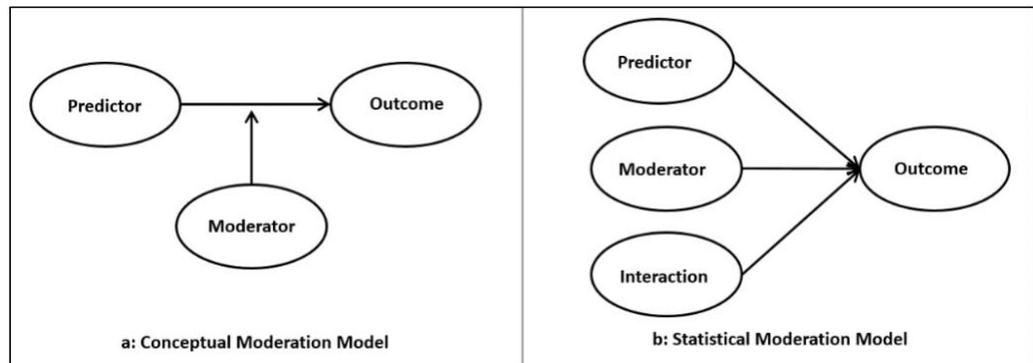 Predictor
Outcome
Moderator
a: Conceptual Moderation Model
Predictor
Moderator
Outcome
Interaction
b: Statistical Moderation Model